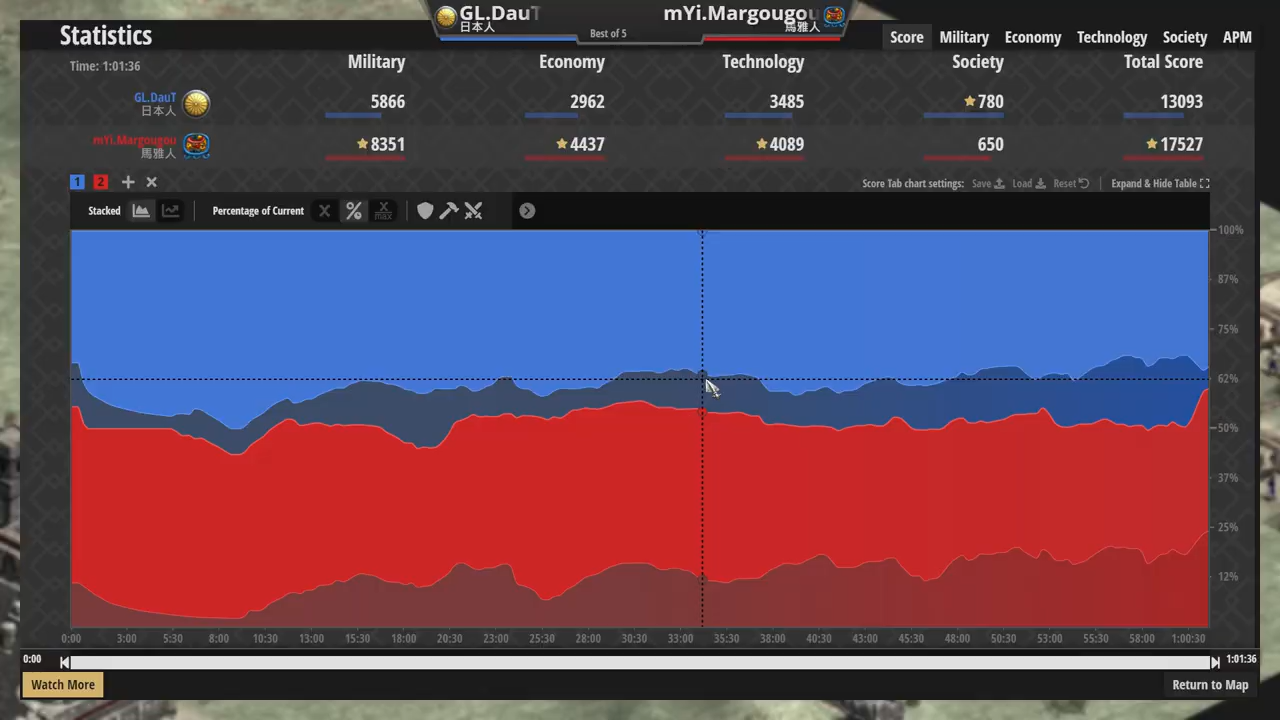 GL.DauT
日本人
Best of 5
mYi.Margougou
馬雅人
Statistics
Score Military Economy Technology Society APM
Time: 1:01:36
Military Economy Technology Society Total Score
GL.DauT
日本人
5866 2962 3485 780 13093
mYi.Margougou
馬雅人
8351 4437 4089 650 17527
1 2
Score Tab chart settings: Save Load Reset Expand & Hide Table
Stacked Percentage of Current X % X max
100%
87%
75%
62%
50%
37%
25%
12%
0:00 3:00 5:30 8:00 10:30 13:00 15:30 18:00 20:30 23:00 25:30 28:00 30:30 33:00 35:30 38:00 40:30 43:00 45:30 48:00 50:30 53:00 55:30 58:00 1:00:30
0:00 1:01:36
Watch More Return to Map